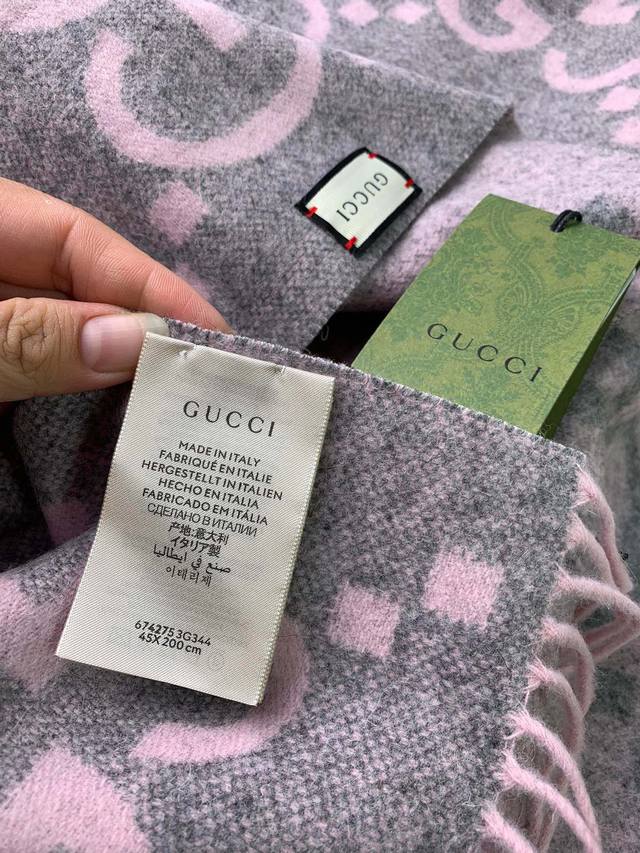 GUCCI
GUCCI
GUCCI
MADE IN ITALY
FABRIQUÉ EN ITALIE
HERGESTELLT IN ITALIEN
HECHO EN ITALIA
FABRICADO EM ITÁLIA
СДЕЛАНО В ИТАЛИИ
产地:意大利
イタリア製
صنع في ايطاليا
이태리제
674275 3G344
45X200 cm